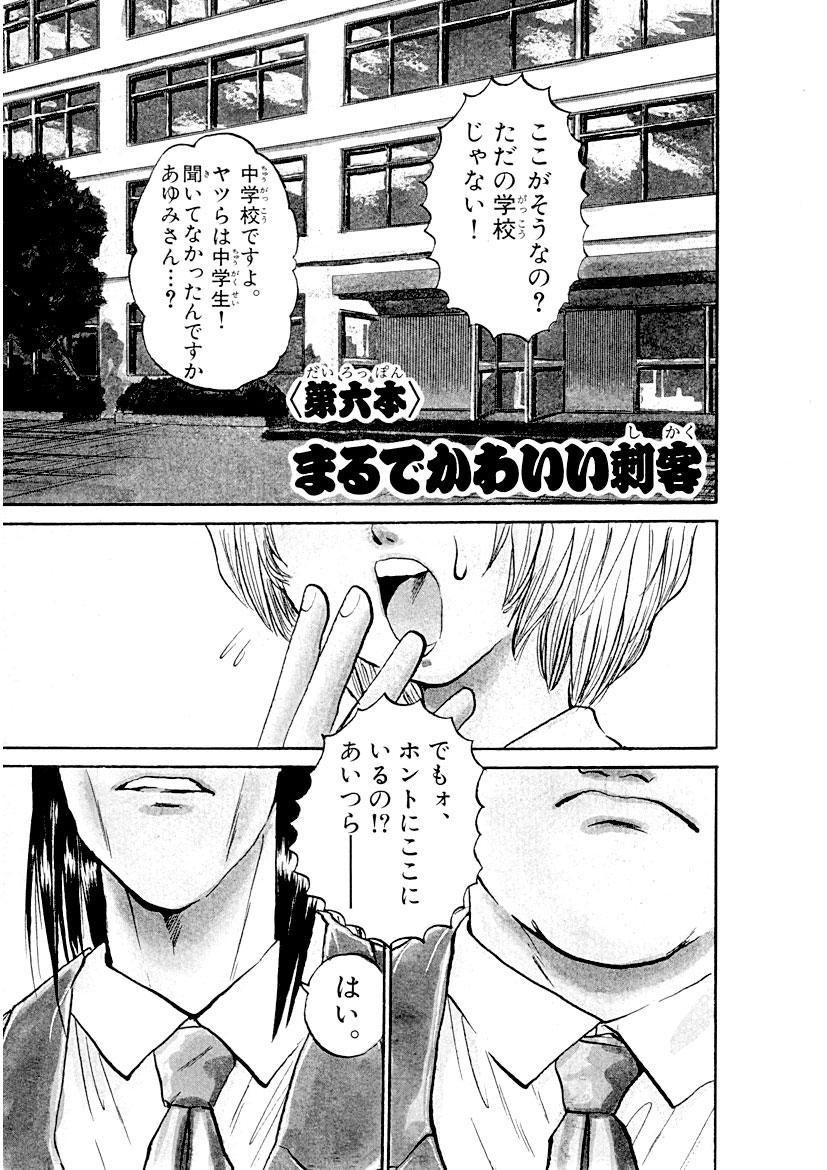 ここがそうなの?
ただの学校
じゃない!
中学校ですよ。
ヤツらは中学生!
聞いてなかったんですか
あゆみさん…?
〈第六本〉
まるでかわいい刺客
でもォ、
ホントにここに
いるの!?
あいつら――
はい。